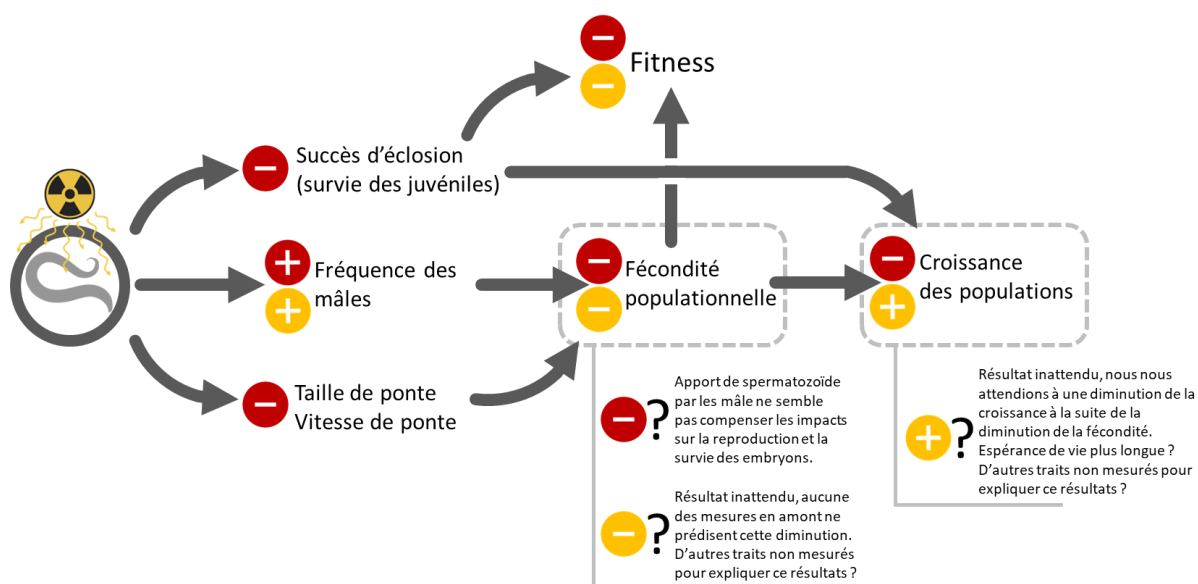 Fitness
Succès d'éclosion
(survie des juvéniles)
Fréquence des
mâles
Fécondité
populationnelle
Croissance
des populations
Taille de ponte
Vitesse de ponte
?
Apport de spermatozoïde
par les mâle ne semble
pas compenser les impacts
sur la reproduction et la
survie des embryons.
?
Résultat inattendu, aucune
des mesures en amont ne
prédisent cette diminution.
D'autres traits non mesurés
pour expliquer ce résultats ?
?
Résultat inattendu, nous nous
attendions à une diminution de la
croissance à la suite de la
diminution de la fécondité.
Espérance de vie plus longue ?
D'autres traits non mesurés pour
expliquer ce résultats ?